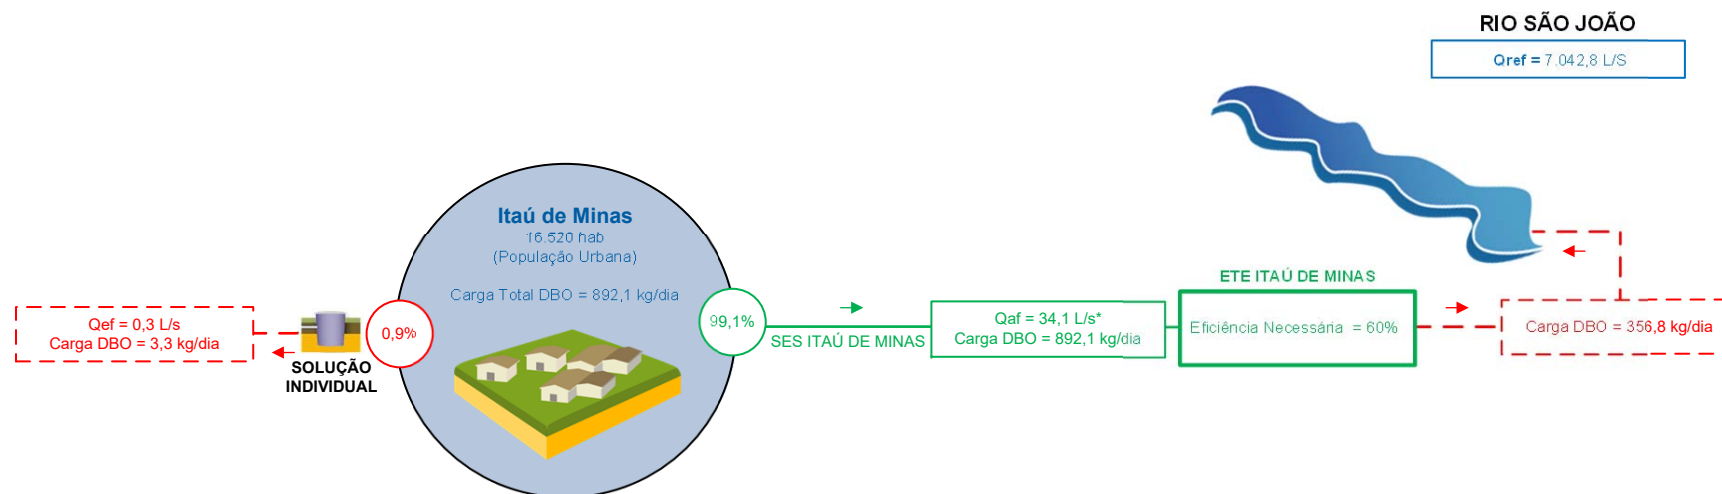 RIO SÃO JOÃO
Qref = 7.042,8 L/S
Itaú de Minas
16.520 hab
(População Urbana)
Carga Total DBO = 892,1 kg/dia
Qef = 0,3 L/s
Carga DBO = 3,3 kg/dia
SOLUÇÃO
INDIVIDUAL
0,9%
99,1%
SES ITAÚ DE MINAS
Qaf = 34,1 L/s*
Carga DBO = 892,1 kg/dia
ETE ITAÚ DE MINAS
Eficiência Necessária = 60%
Carga DBO = 356,8 kg/dia